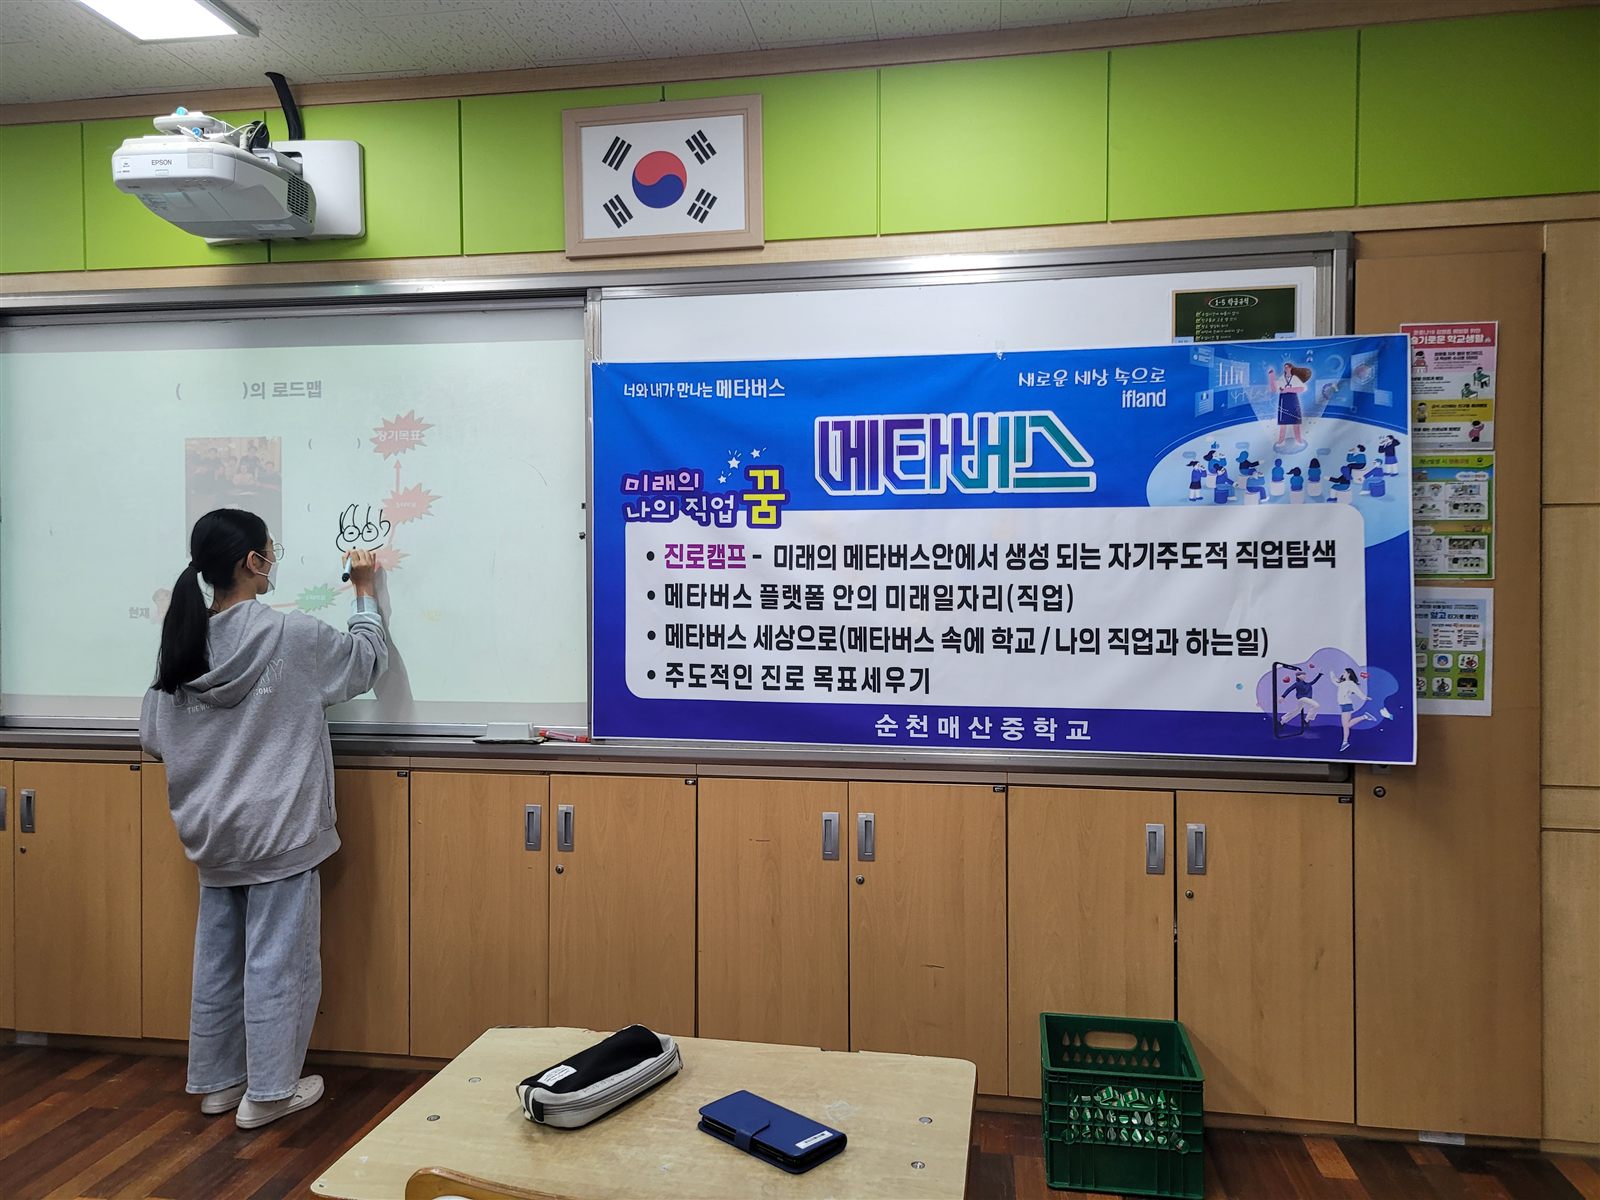 EPSON
(        )의 로드맵
(        )
장기목표
현재
1-5 학급규칙
너와 내가 만나는 메타버스
새로운 세상 속으로
ifland
메타버스
미래의
나의 직업 꿈
• 진로캠프 - 미래의 메타버스안에서 생성 되는 자기주도적 직업탐색
• 메타버스 플랫폼 안의 미래일자리(직업)
• 메타버스 세상으로(메타버스 속에 학교 / 나의 직업과 하는일)
• 주도적인 진로 목표세우기
순천매산중학교
슬기로운 학교생활